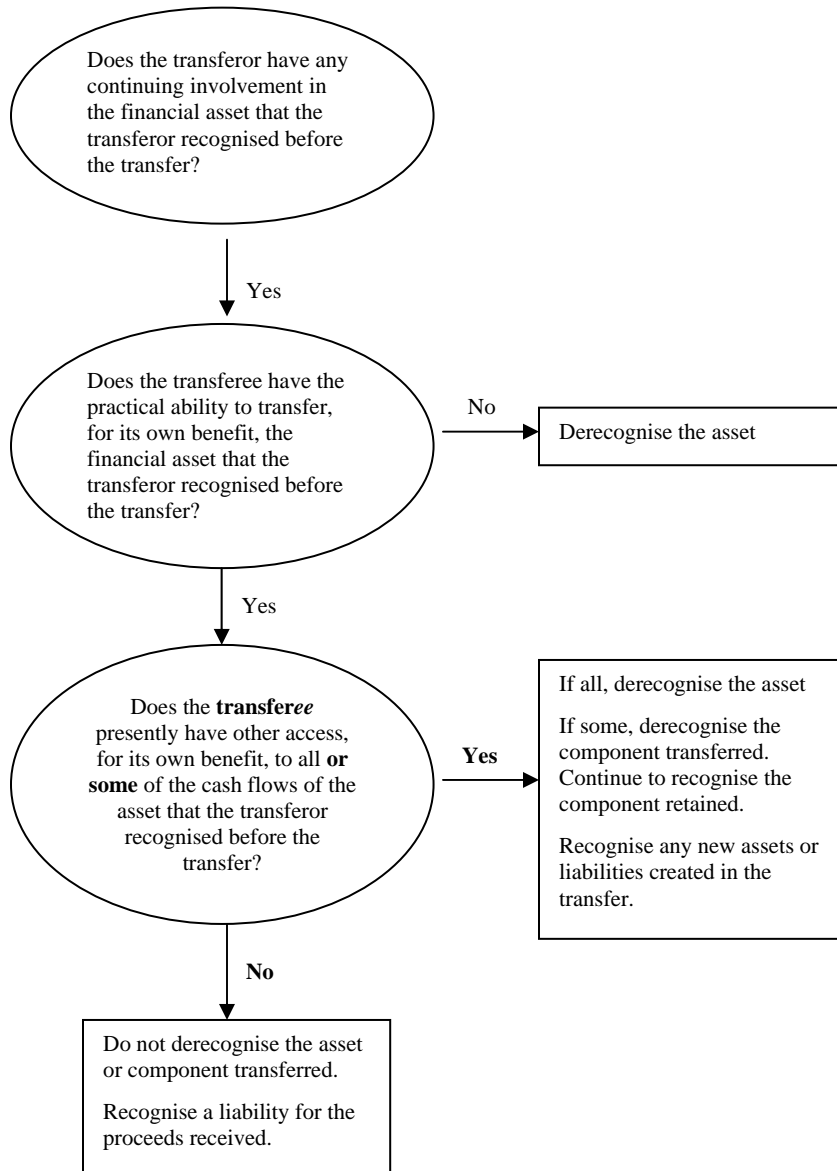 Does the transferor have any
continuing involvement in
the financial asset that the
transferor recognised before
the transfer?
Yes
Does the transferee have the
practical ability to transfer,
for its own benefit, the
financial asset that the
transferor recognised before
the transfer?
No
Derecognise the asset
Yes
Does the transferee
presently have other access,
for its own benefit, to all or
some of the cash flows of the
asset that the transferor
recognised before the
transfer?
Yes
If all, derecognise the asset
If some, derecognise the
component transferred.
Continue to recognise the
component retained.
Recognise any new assets or
liabilities created in the
transfer.
No
Do not derecognise the asset
or component transferred.
Recognise a liability for the
proceeds received.